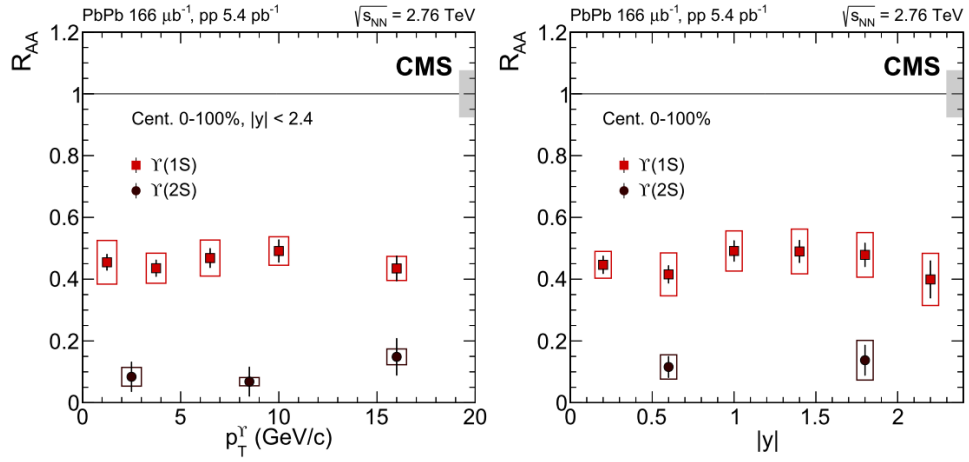 PbPb 166 μb⁻¹, pp 5.4 pb⁻¹ √sNN = 2.76 TeV
CMS
Cent. 0-100%, |y| < 2.4
ϒ(1S)
ϒ(2S)
RAA
1.2
1
0.8
0.6
0.4
0.2
0
0 5 10 15 20
pTϒ (GeV/c)
PbPb 166 μb⁻¹, pp 5.4 pb⁻¹ √sNN = 2.76 TeV
CMS
Cent. 0-100%
ϒ(1S)
ϒ(2S)
RAA
1.2
1
0.8
0.6
0.4
0.2
0
0 0.5 1 1.5 2
|y|